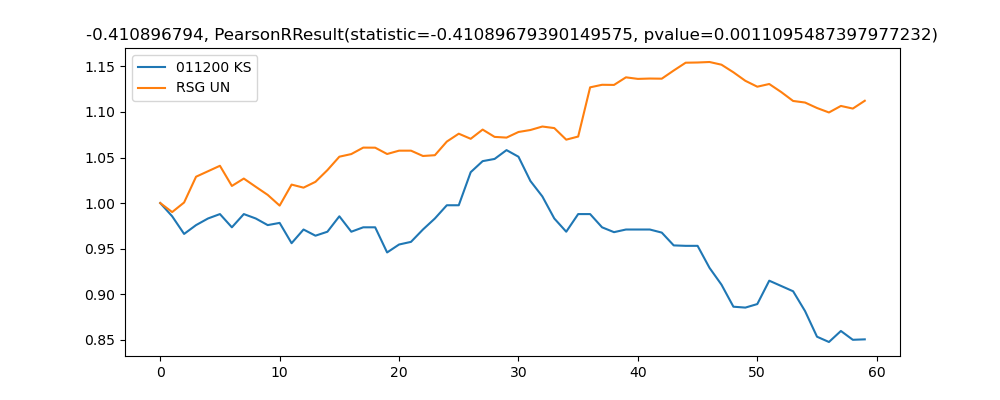 -0.410896794, PearsonRResult(statistic=-0.41089679390149575, pvalue=0.0011095487397977232)
011200 KS
RSG UN
1.15
1.10
1.05
1.00
0.95
0.90
0.85
0 10 20 30 40 50 60